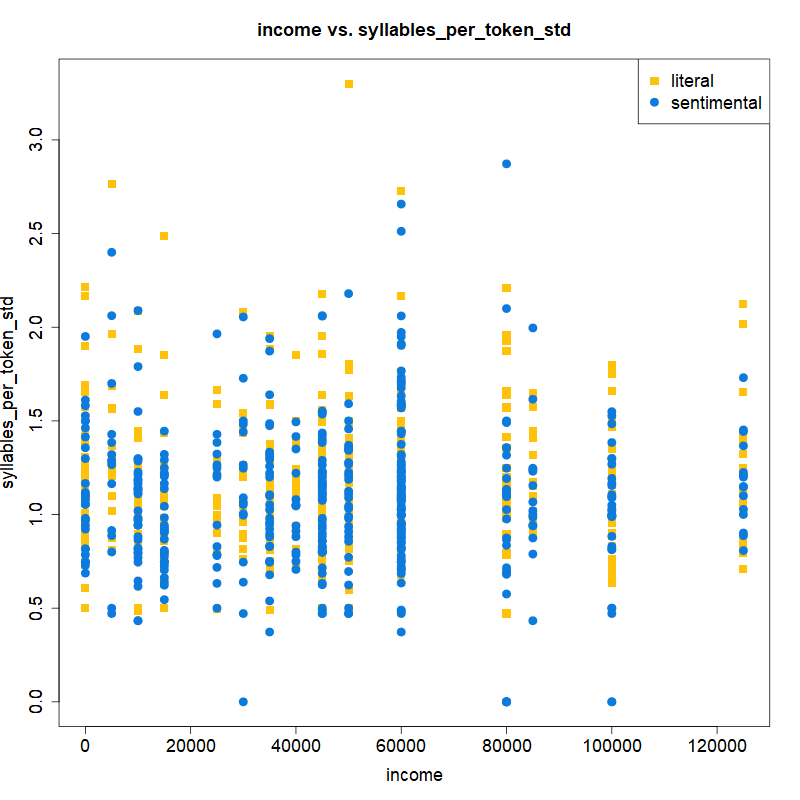 income vs. syllables_per_token_std
literal
sentimental
syllables_per_token_std
3.0
2.5
2.0
1.5
1.0
0.5
0.0
0 20000 40000 60000 80000 100000 120000
income